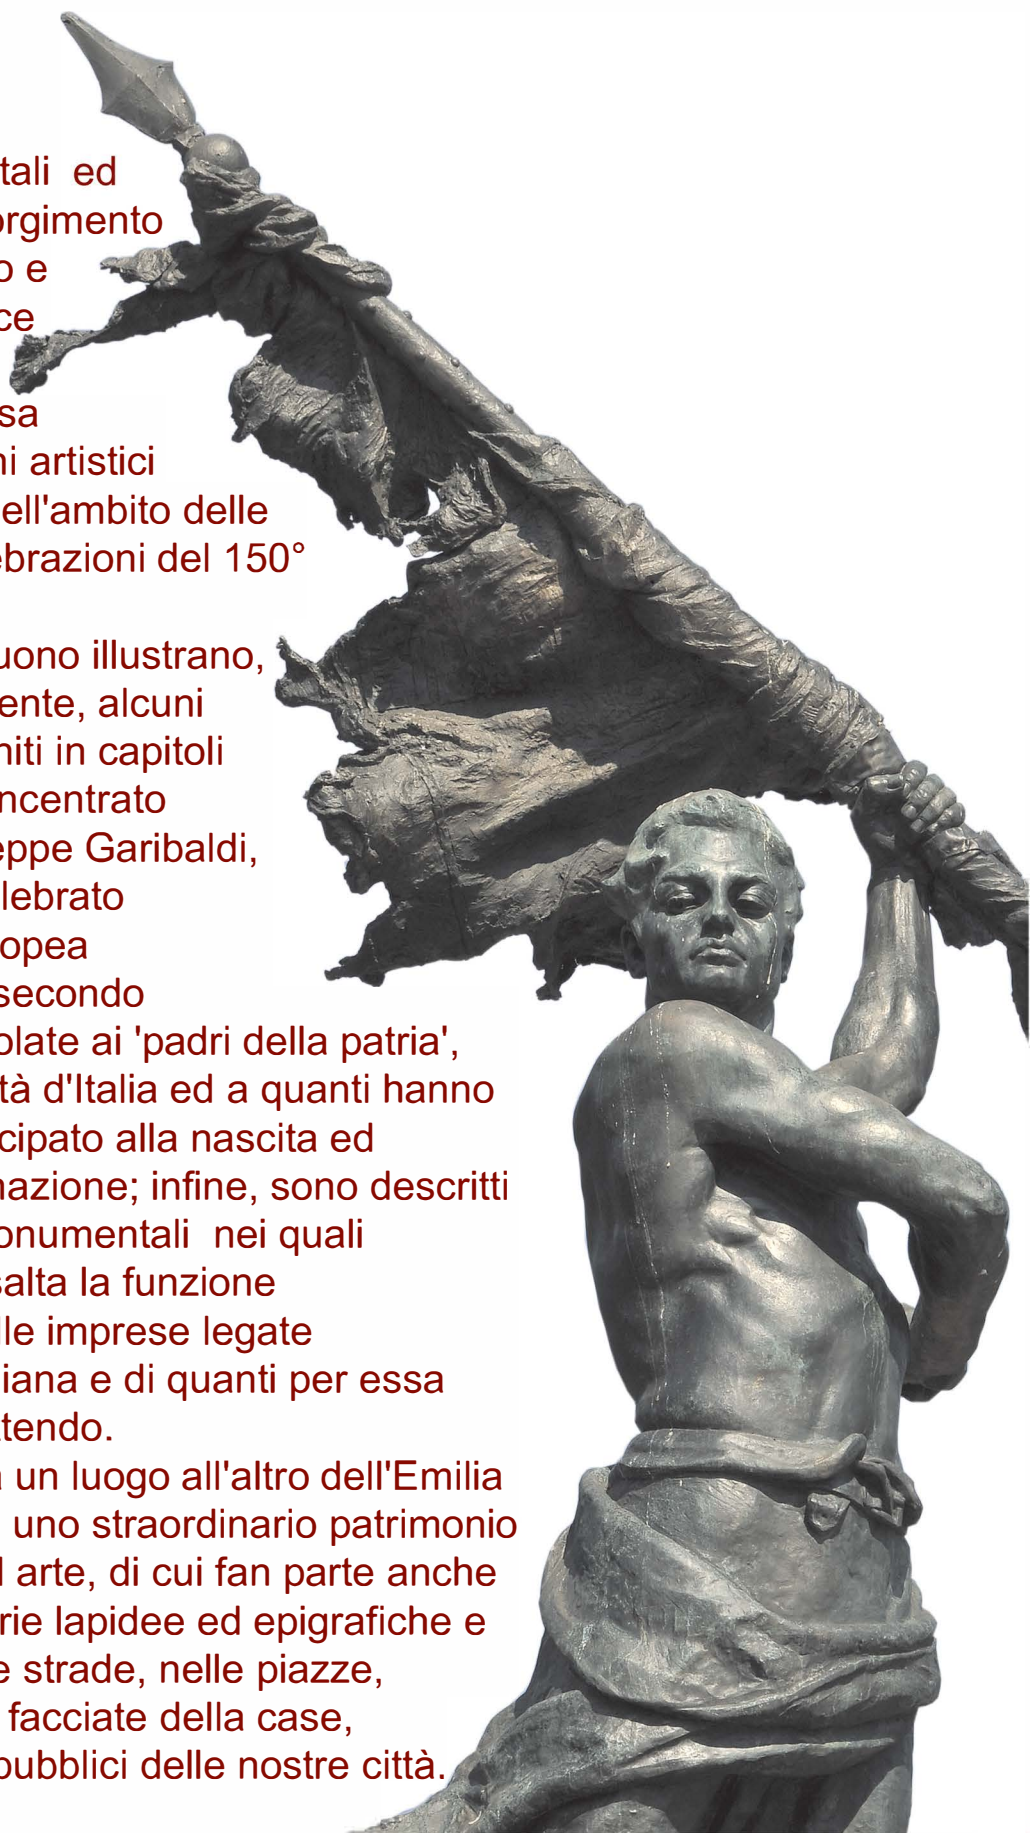 tali  ed
orgimento
o e
ce
sa
ni artistici
ell'ambito delle
ebrazioni del 150°
uono illustrano,
ente, alcuni
niti in capitoli
ncentrato
eppe Garibaldi,
lebrato
opea
secondo
olate ai 'padri della patria',
tà d'Italia ed a quanti hanno
cipato alla nascita ed
nazione; infine, sono descritti
onumentali  nei quali
salta la funzione
lle imprese legate
iana e di quanti per essa
ttendo.
a un luogo all'altro dell'Emilia
uno straordinario patrimonio
d arte, di cui fan parte anche
rie lapidee ed epigrafiche e
e strade, nelle piazze,
facciate della case,
pubblici delle nostre città.